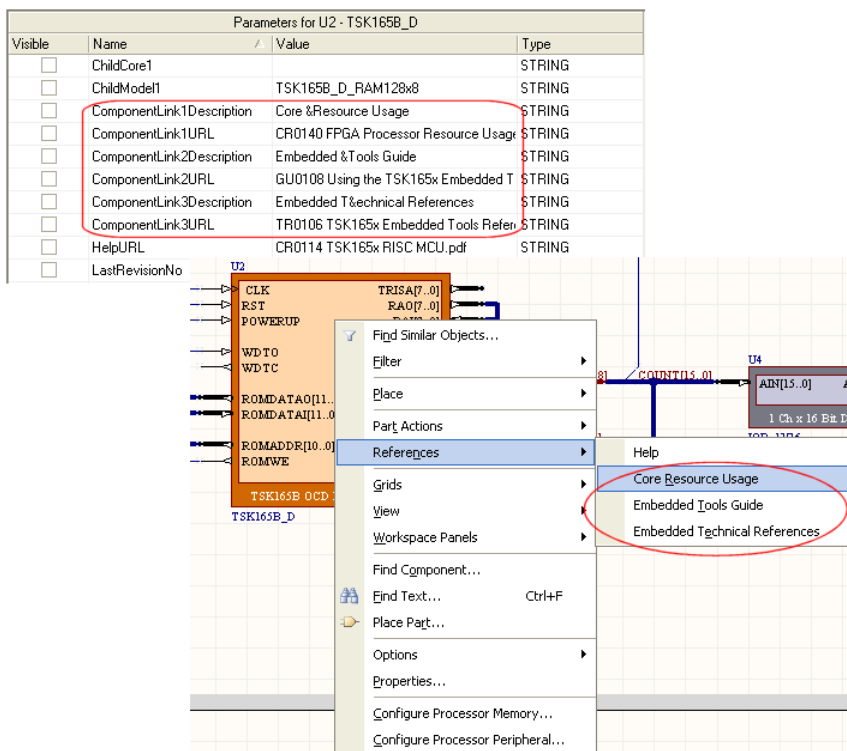 Parameters for U2 - TSK165B_D
Visible Name Value Type
ChildCore1 STRING
ChildModel1 TSK165B_D_RAM128x8 STRING
ComponentLink1Description Core &Resource Usage STRING
ComponentLink1URL CR0140 FPGA Processor Resource Usage STRING
ComponentLink2Description Embedded &Tools Guide STRING
ComponentLink2URL GU0108 Using the TSK165x Embedded T STRING
ComponentLink3Description Embedded T&echnical References STRING
ComponentLink3URL TR0106 TSK165x Embedded Tools Refer STRING
HelpURL CR0114 TSK165x RISC MCU.pdf STRING
LastRevisionNo
U2
CLK TRISA[7..0]
RST RAO[7..0]
POWERUP
WDTO
WDTC
ROMDATAO[11..
ROMDATAI[11..0
ROMADDR[10..0]
ROMWE
TSK165B OCD
TSK165B_D
Find Similar Objects...
Filter
Place
Part Actions
References
Grids
View
Workspace Panels
Find Component...
Find Text... Ctrl+F
Place Part...
Options
Properties...
Configure Processor Memory...
Configure Processor Peripheral...
Help
Core Resource Usage
Embedded Tools Guide
Embedded Technical References
COUNT[15..0]
U4
AIN[15..0]
1 Ch x 16 Bit D